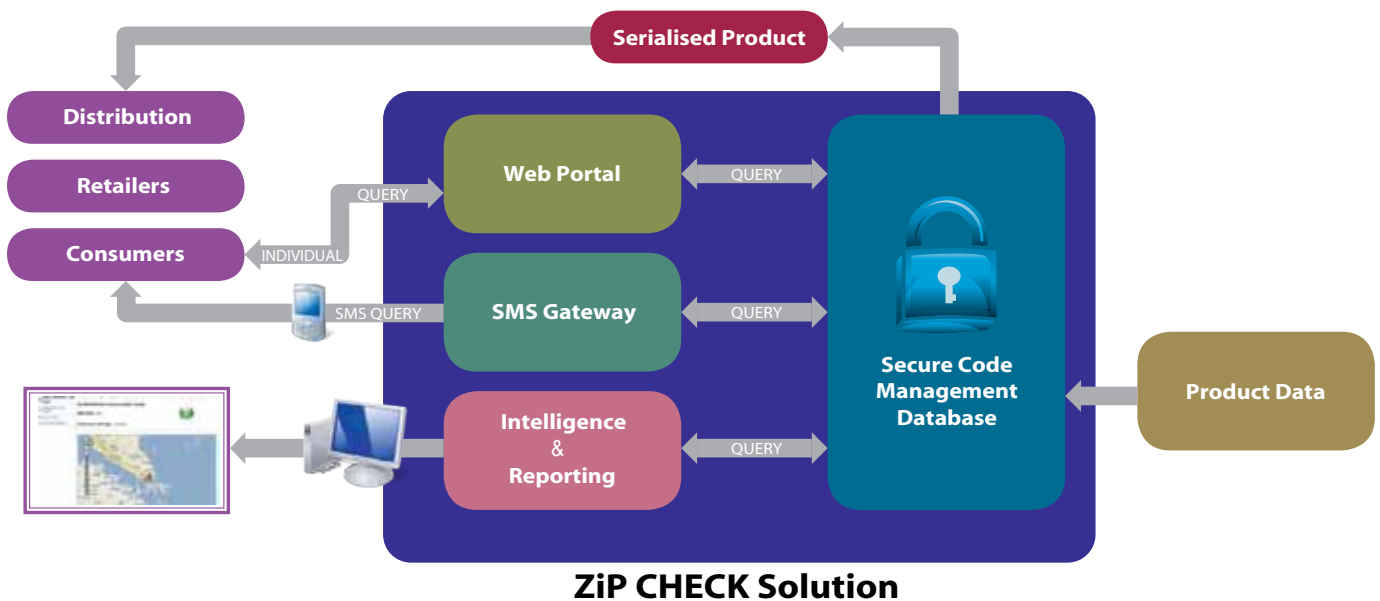 Serialised Product
Distribution
Retailers
Consumers
QUERY
INDIVIDUAL
SMS QUERY
Web Portal
QUERY
SMS Gateway
QUERY
Intelligence
&
Reporting
QUERY
Secure Code
Management
Database
Product Data
ZiP CHECK Solution